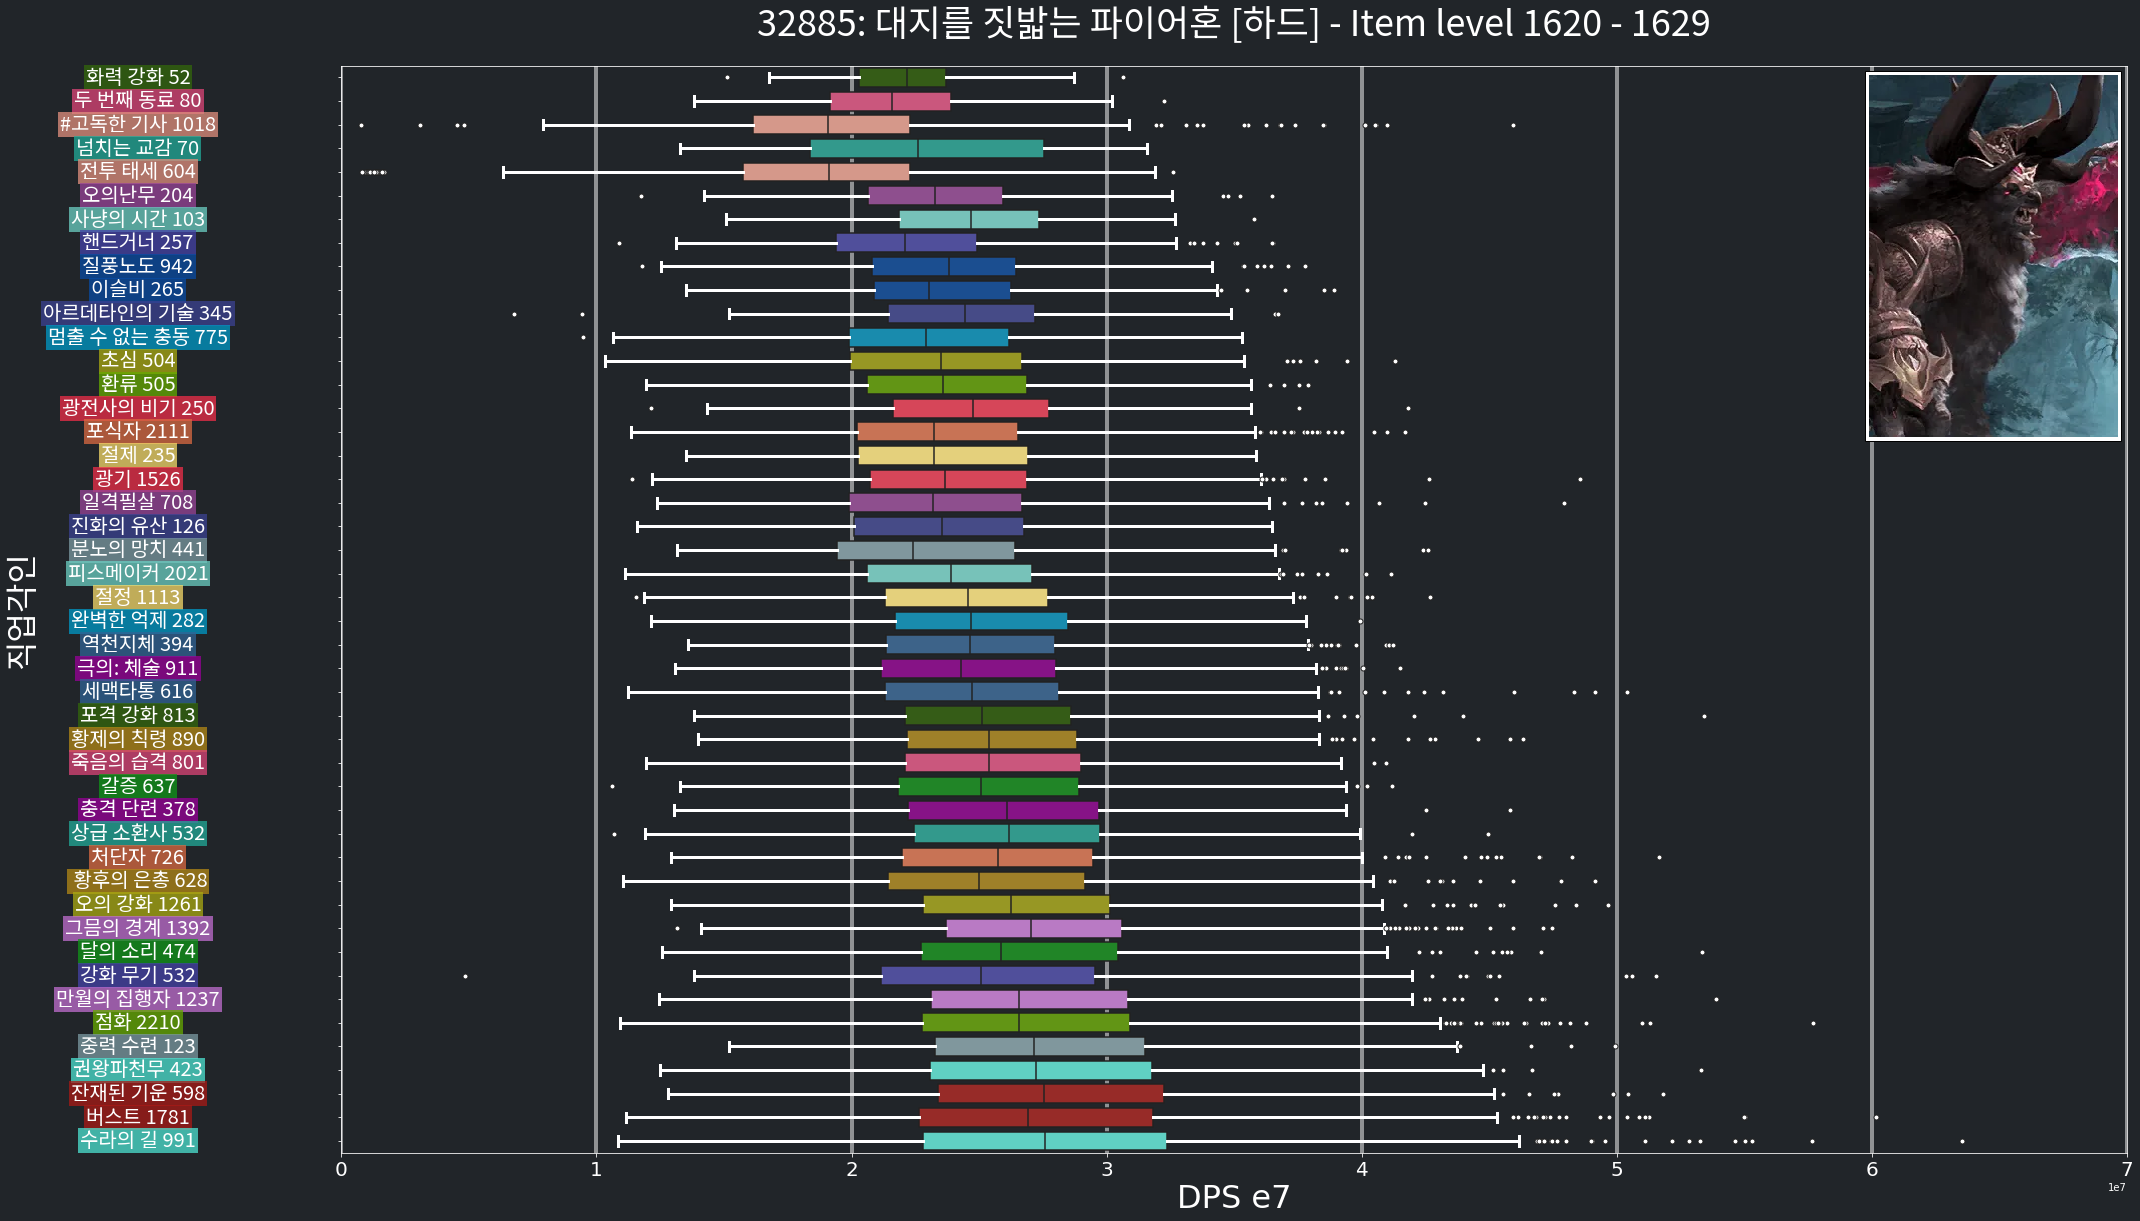 32885: 대지를 짓밟는 파이어혼 [하드] - Item level 1620 - 1629
화력 강화 52
두 번째 동료 80
#고독한 기사 1018
넘치는 교감 70
전투 태세 604
오의난무 204
사냥의 시간 103
핸드거너 257
질풍노도 942
이슬비 265
아르데타인의 기술 345
멈출 수 없는 충동 775
초심 504
환류 505
광전사의 비기 250
포식자 2111
절제 235
광기 1526
일격필살 708
진화의 유산 126
분노의 망치 441
피스메이커 2021
절정 1113
완벽한 억제 282
역천지체 394
극의: 체술 911
세맥타통 616
포격 강화 813
황제의 칙령 890
죽음의 습격 801
갈증 637
충격 단련 378
상급 소환사 532
처단자 726
황후의 은총 628
오의 강화 1261
그믐의 경계 1392
달의 소리 474
강화 무기 532
만월의 집행자 1237
점화 2210
중력 수련 123
권왕파천무 423
잔재된 기운 598
버스트 1781
수라의 길 991
직업각인
0 1 2 3 4 5 6 7
DPS e7
1e7